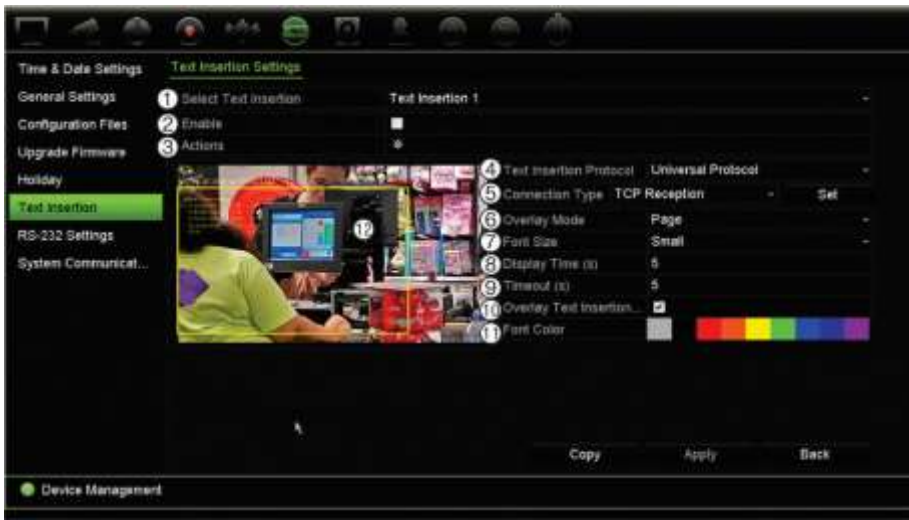 Time & Date Settings
Text Insertion Settings
General Settings
1 Select Text Insertion Text Insertion 1
Configuration Files
2 Enable
Upgrade Firmware
3 Actions
Holiday
4 Text Insertion Protocol Universal Protocol
Text Insertion
5 Connection Type TCP Reception Set
RS-232 Settings
6 Overlay Mode Page
System Communicat...
7 Font Size Small
8 Display Time (s) 5
9 Timeout (s) 5
10 Overlay Text Insertion...
11 Font Color
12
Copy Apply Back
Device Management